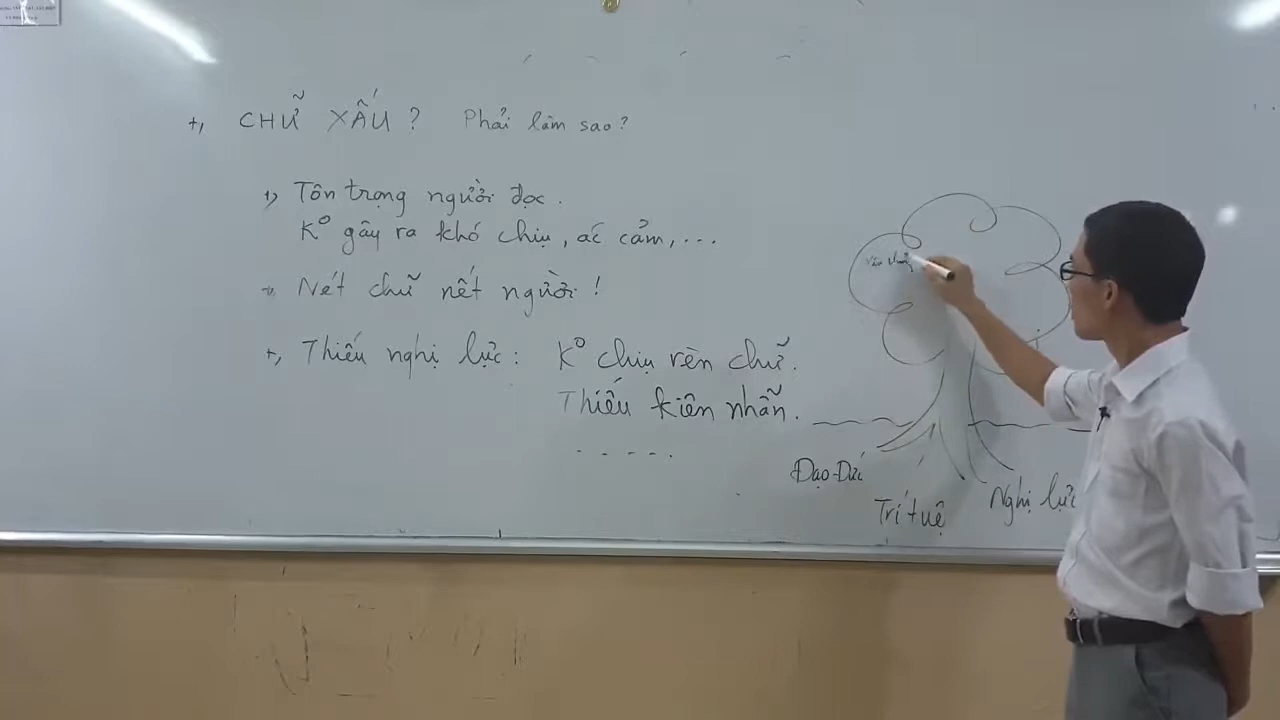 +, CHỮ XẤU? Phải làm sao?
+, Tôn trọng người đọc.
K° gây ra khó chịu, ác cảm,...
+, Nét chữ nết người!
+, Thiếu nghị lực: K° chịu rèn chữ.
Thiếu kiên nhẫn.
.....
Đạo Đức
Trí tuệ
Nghị lực